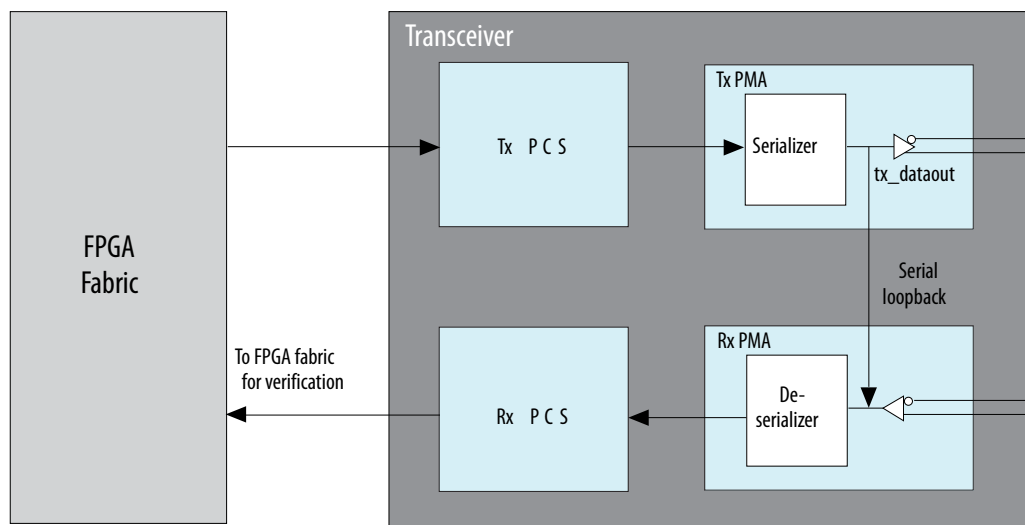 Transceiver
Tx PMA
Serializer
Tx PCS
tx_dataout
FPGA
Fabric
Serial
loopback
Rx PMA
To FPGA fabric
for verification
De-
serializer
Rx PCS